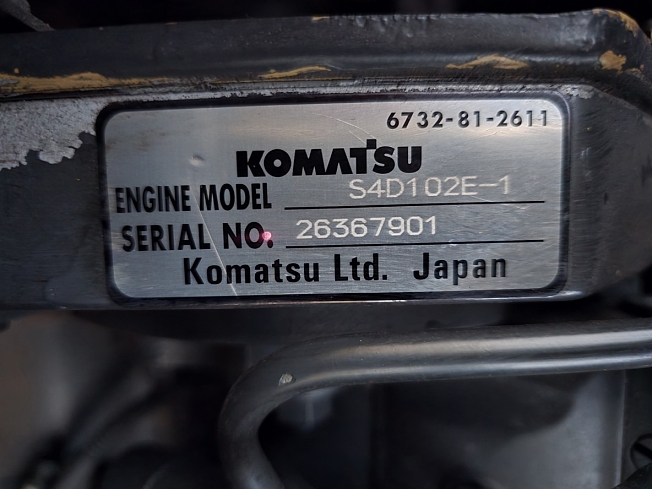 6732-81-2611
KOMATSU
ENGINE MODEL S4D102E-1
SERIAL NO. 26367901
Komatsu Ltd. Japan